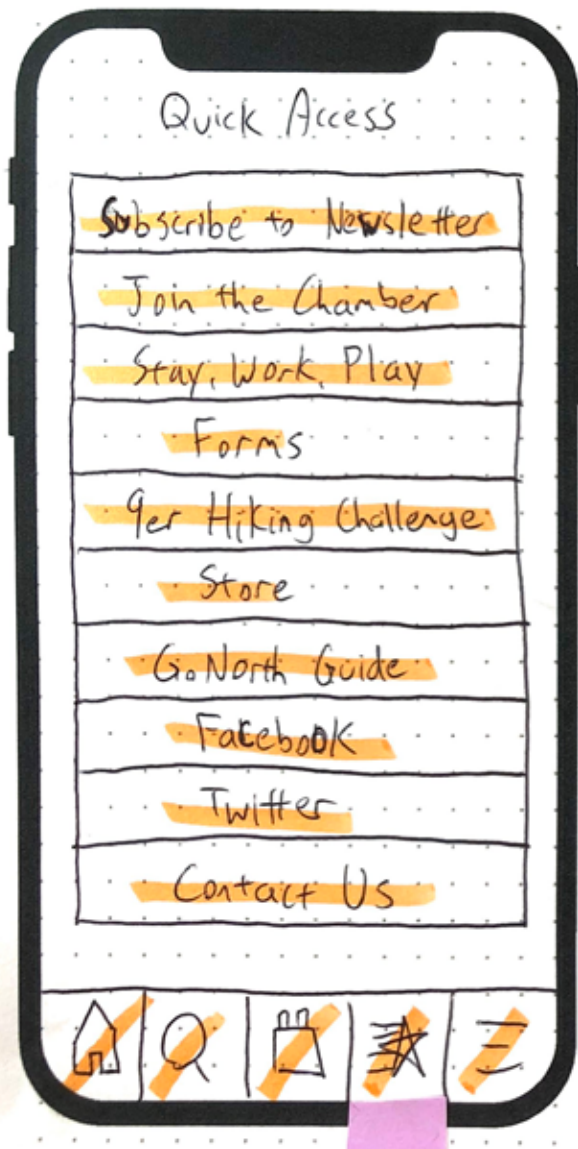 Quick Access
Subscribe to Newsletter
Join the Chamber
Stay, Work, Play
Forms
9er Hiking Challenge
Store
GoNorth Guide
Facebook
Twitter
Contact Us